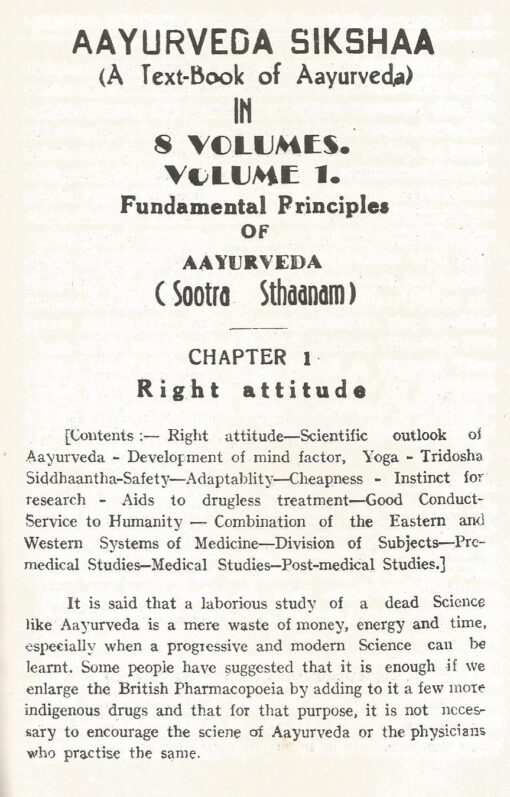 AAYURVEDA SIKSHAA
(A Text-Book of Aayurveda)
IN
8 VOLUMES.
VOLUME 1.
Fundamental Principles
OF
AAYURVEDA
( Sootra Sthaanam )
CHAPTER 1
Right attitude
[Contents :— Right attitude—Scientific outlook of
Aayurveda - Development of mind factor, Yoga - Tridosha
Siddhaantha-Safety—Adaptablity—Cheapness - Instinct for
research - Aids to drugless treatment—Good Conduct-
Service to Humanity — Combination of the Eastern and
Western Systems of Medicine—Division of Subjects—Pre-
medical Studies—Medical Studies—Post-medical Studies.]
It is said that a laborious study of a dead Science
like Aayurveda is a mere waste of money, energy and time,
especially when a progressive and modern Science can be
learnt. Some people have suggested that it is enough if we
enlarge the British Pharmacopoeia by adding to it a few more
indigenous drugs and that for that purpose, it is not neces-
sary to encourage the sciene of Aayurveda or the physicians
who practise the same.